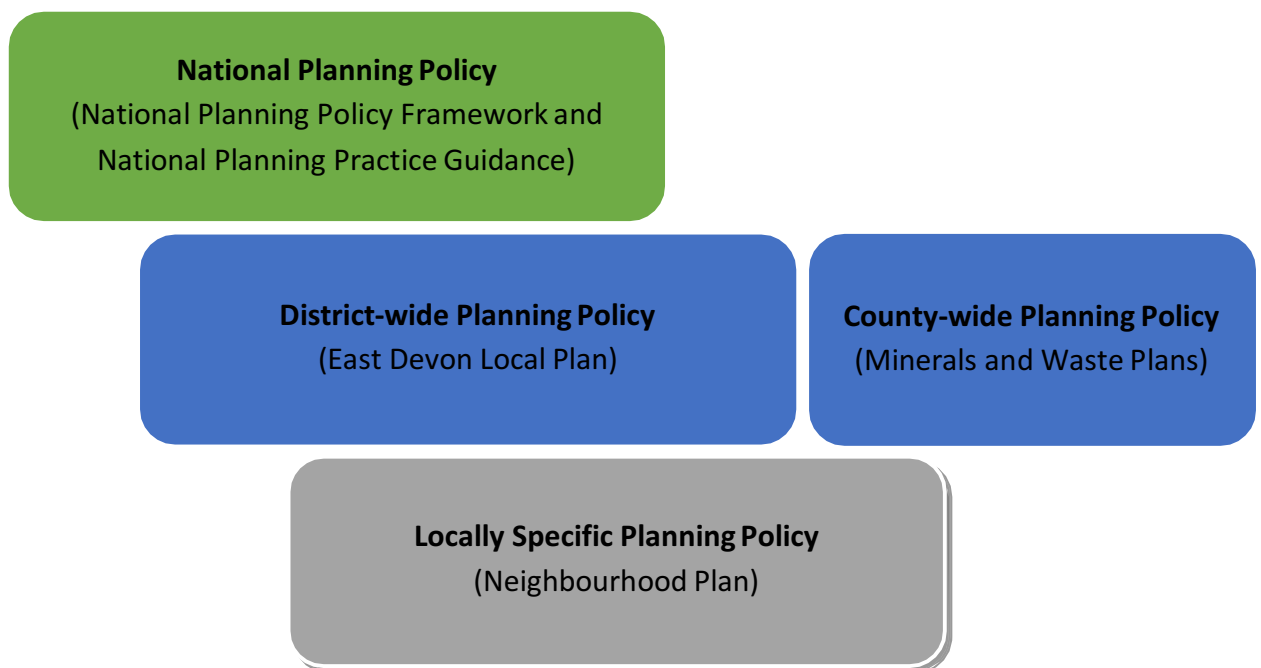 National Planning Policy
(National Planning Policy Framework and
National Planning Practice Guidance)
District-wide Planning Policy
(East Devon Local Plan)
County-wide Planning Policy
(Minerals and Waste Plans)
Locally Specific Planning Policy
(Neighbourhood Plan)